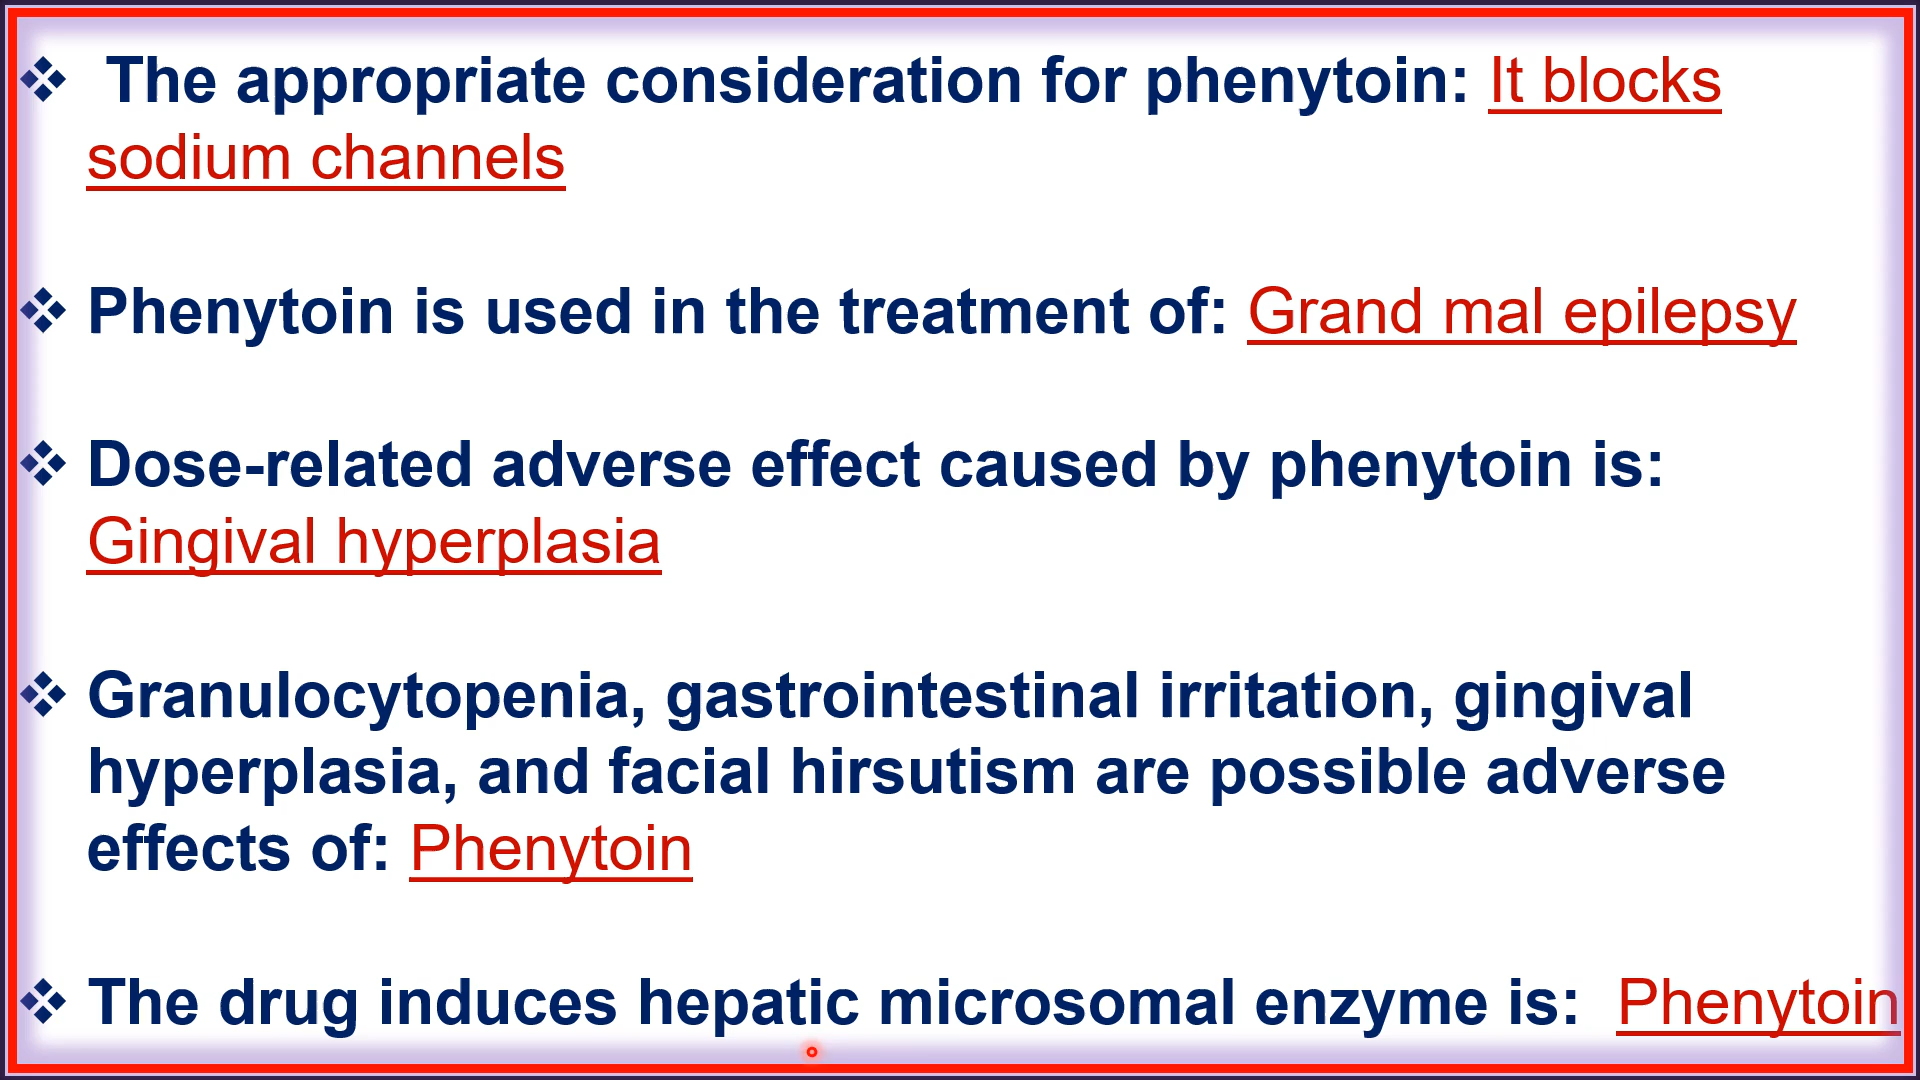 ❖ The appropriate consideration for phenytoin: It blocks
sodium channels
❖ Phenytoin is used in the treatment of: Grand mal epilepsy
❖ Dose-related adverse effect caused by phenytoin is:
Gingival hyperplasia
❖ Granulocytopenia, gastrointestinal irritation, gingival
hyperplasia, and facial hirsutism are possible adverse
effects of: Phenytoin
❖ The drug induces hepatic microsomal enzyme is: Phenytoin